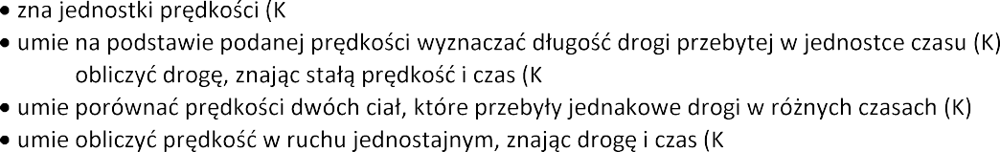 • zna jednostki prędkości (K
• umie na podstawie podanej prędkości wyznaczać długość drogi przebytej w jednostce czasu (K)
obliczyć drogę, znając stałą prędkość i czas (K
• umie porównać prędkości dwóch ciał, które przebyły jednakowe drogi w różnych czasach (K)
• umie obliczyć prędkość w ruchu jednostajnym, znając drogę i czas (K